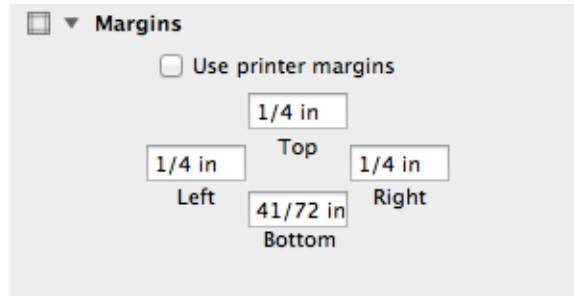 Margins
Use printer margins
1/4 in
Top
1/4 in
Left
1/4 in
Right
41/72 in
Bottom